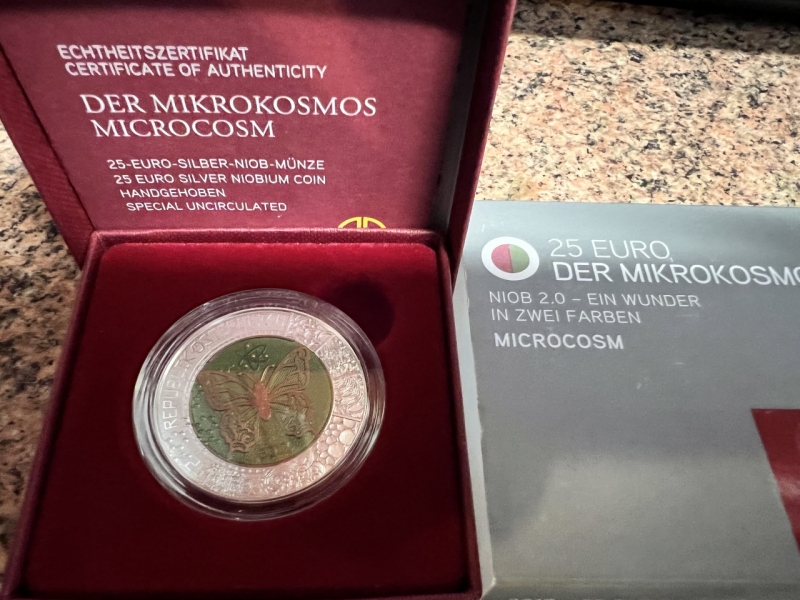 ECHTHEITSZERTIFIKAT
CERTIFICATE OF AUTHENTICITY
DER MIKROKOSMOS
MICROCOSM
25-EURO-SILBER-NIOB-MÜNZE
25 EURO SILVER NIOBIUM COIN
HANDGEHOBEN
SPECIAL UNCIRCULATED
REPUBLIK
25 EURO,
DER MIKROKOSMO
NIOB 2.0 – EIN WUNDER
IN ZWEI FARBEN
MICROCOSM